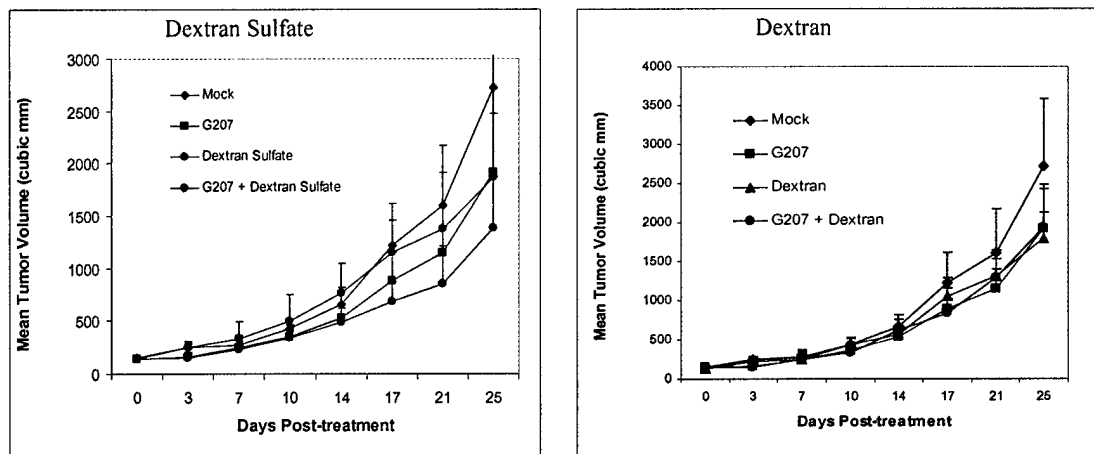 Dextran Sulfate
Mean Tumor Volume (cubic mm)
3000
2500
2000
1500
1000
500
0
Mock
G207
Dextran Sulfate
G207 + Dextran Sulfate
0 3 7 10 14 17 21 25
Days Post-treatment
Dextran
Mean Tumor Volume (cubic mm)
4000
3500
3000
2500
2000
1500
1000
500
0
Mock
G207
Dextran
G207 + Dextran
0 3 7 10 14 17 21 25
Days Post-treatment